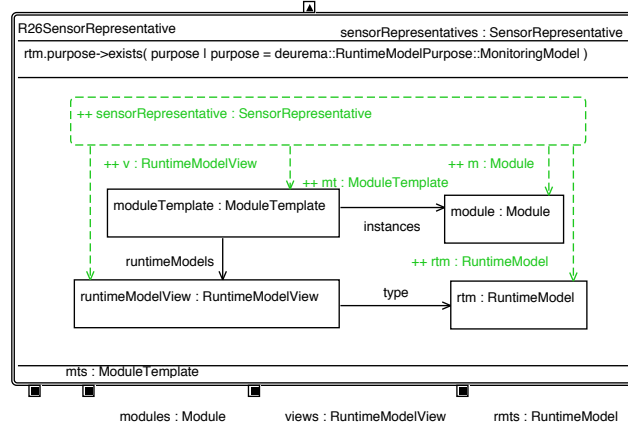 R26SensorRepresentative
sensorRepresentatives : SensorRepresentative
rtm.purpose->exists( purpose | purpose = deurema::RuntimeModelPurpose::MonitoringModel )
++ sensorRepresentative : SensorRepresentative
++ v : RuntimeModelView
++ m : Module
++ mt : ModuleTemplate
moduleTemplate : ModuleTemplate
module : Module
instances
runtimeModels
++ rtm : RuntimeModel
runtimeModelView : RuntimeModelView
type
rtm : RuntimeModel
mts : ModuleTemplate
modules : Module
views : RuntimeModelView
rmts : RuntimeModel